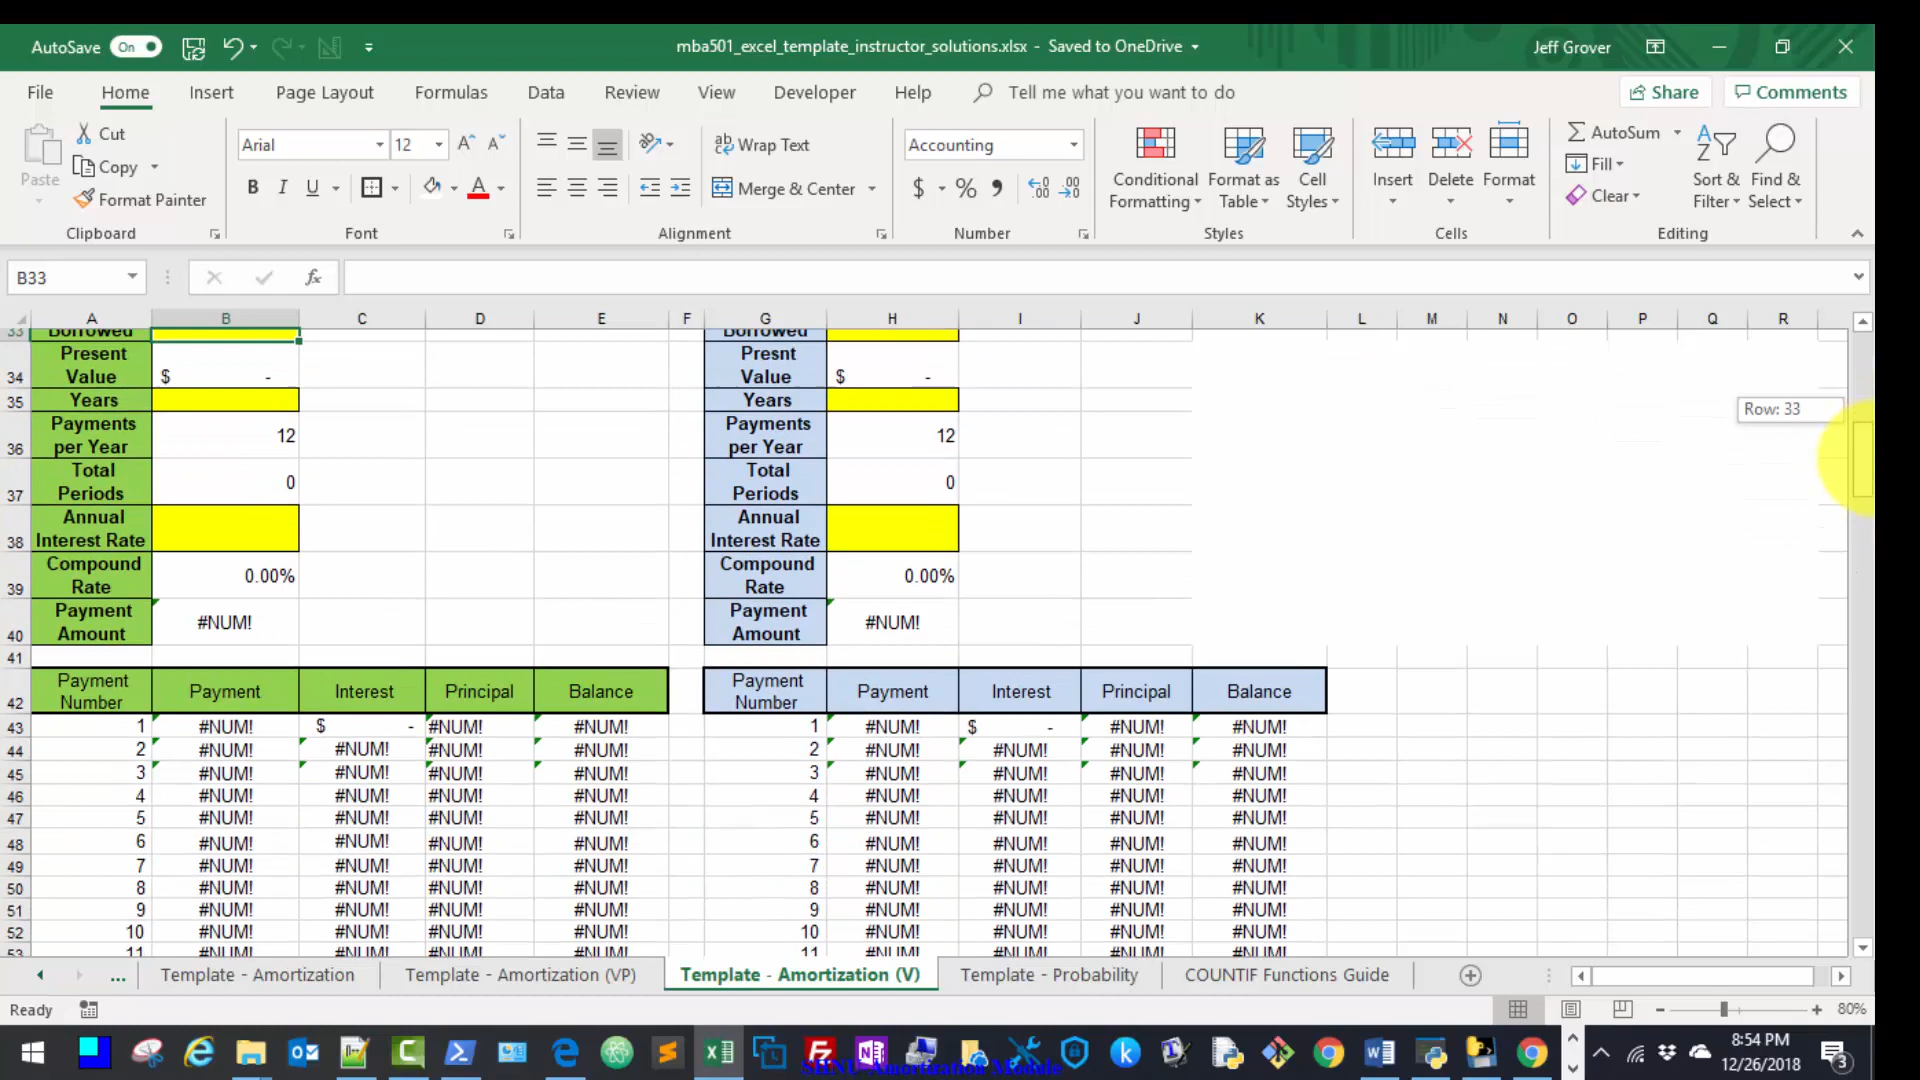 AutoSave On mba501_excel_template_instructor_solutions.xlsx - Saved to OneDrive Jeff Grover
File Home Insert Page Layout Formulas Data Review View Developer Help Tell me what you want to do Share Comments
Paste Cut Copy Format Painter
Arial 12 B I U
Wrap Text Merge & Center
Accounting $ % ,
Conditional Formatting Format as Table Cell Styles
Insert Delete Format
AutoSum Fill Clear Sort & Filter Find & Select
Clipboard Font Alignment Number Styles Cells Editing
B33 fx
A B C D E F G H I J K L M N O P Q R
33 Borrowed Borrowed
34 Present Value $ - Presnt Value $ -
35 Years Years
Row: 33
36 Payments per Year 12 Payments per Year 12
37 Total Periods 0 Total Periods 0
38 Annual Interest Rate Annual Interest Rate
39 Compound Rate 0.00% Compound Rate 0.00%
40 Payment Amount #NUM! Payment Amount #NUM!
41
42 Payment Number Payment Interest Principal Balance Payment Number Payment Interest Principal Balance
43 1 #NUM! $ - #NUM! #NUM! 1 #NUM! $ - #NUM! #NUM!
44 2 #NUM! #NUM! #NUM! #NUM! 2 #NUM! #NUM! #NUM! #NUM!
45 3 #NUM! #NUM! #NUM! #NUM! 3 #NUM! #NUM! #NUM! #NUM!
46 4 #NUM! #NUM! #NUM! #NUM! 4 #NUM! #NUM! #NUM! #NUM!
47 5 #NUM! #NUM! #NUM! #NUM! 5 #NUM! #NUM! #NUM! #NUM!
48 6 #NUM! #NUM! #NUM! #NUM! 6 #NUM! #NUM! #NUM! #NUM!
49 7 #NUM! #NUM! #NUM! #NUM! 7 #NUM! #NUM! #NUM! #NUM!
50 8 #NUM! #NUM! #NUM! #NUM! 8 #NUM! #NUM! #NUM! #NUM!
51 9 #NUM! #NUM! #NUM! #NUM! 9 #NUM! #NUM! #NUM! #NUM!
52 10 #NUM! #NUM! #NUM! #NUM! 10 #NUM! #NUM! #NUM! #NUM!
53 11 #NUM! #NUM! #NUM! #NUM! 11 #NUM! #NUM! #NUM! #NUM!
... Template - Amortization Template - Amortization (VP) Template - Amortization (V) Template - Probability COUNTIF Functions Guide
Ready 80%
8:54 PM
12/26/2018
3
SHNU Amortization Module